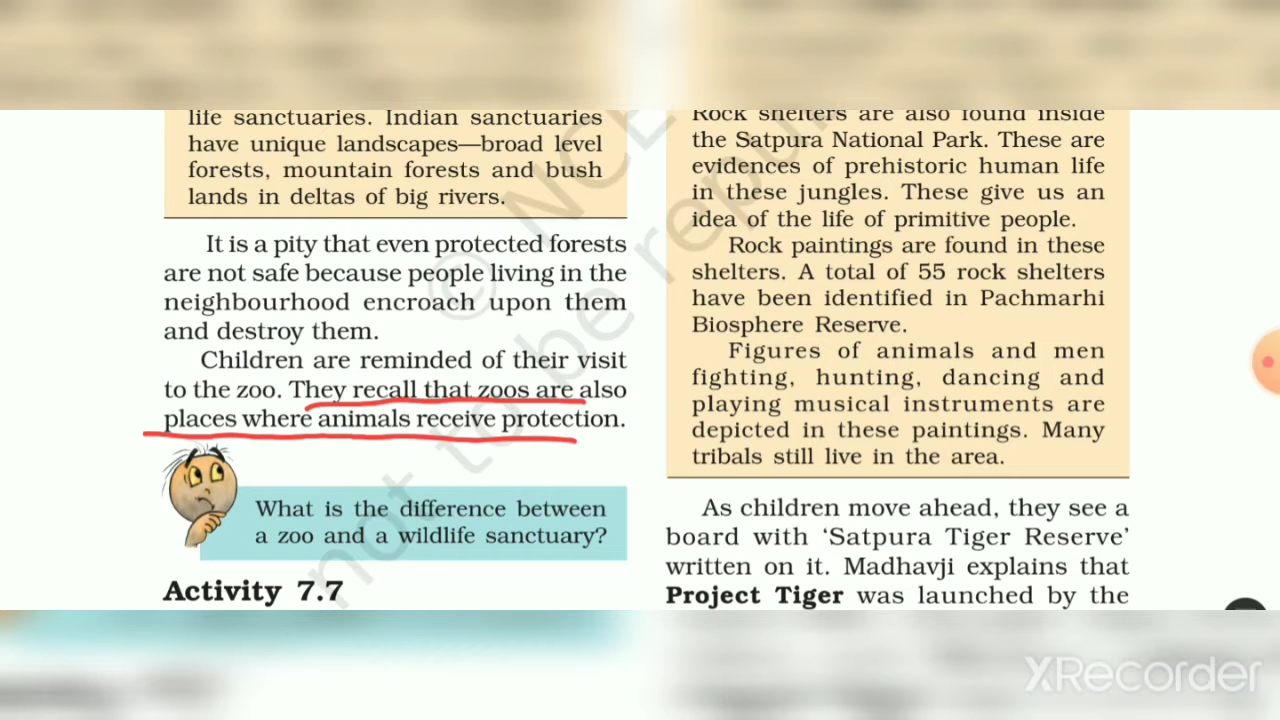 life sanctuaries. Indian sanctuaries
have unique landscapes—broad level
forests, mountain forests and bush
lands in deltas of big rivers.
It is a pity that even protected forests
are not safe because people living in the
neighbourhood encroach upon them
and destroy them.
Children are reminded of their visit
to the zoo. They recall that zoos are also
places where animals receive protection.
What is the difference between
a zoo and a wildlife sanctuary?
Activity 7.7
Rock shelters are also found inside
the Satpura National Park. These are
evidences of prehistoric human life
in these jungles. These give us an
idea of the life of primitive people.
Rock paintings are found in these
shelters. A total of 55 rock shelters
have been identified in Pachmarhi
Biosphere Reserve.
Figures of animals and men
fighting, hunting, dancing and
playing musical instruments are
depicted in these paintings. Many
tribals still live in the area.
As children move ahead, they see a
board with ‘Satpura Tiger Reserve’
written on it. Madhavji explains that
Project Tiger was launched by the
© NCE
not to be repu
XRecorder